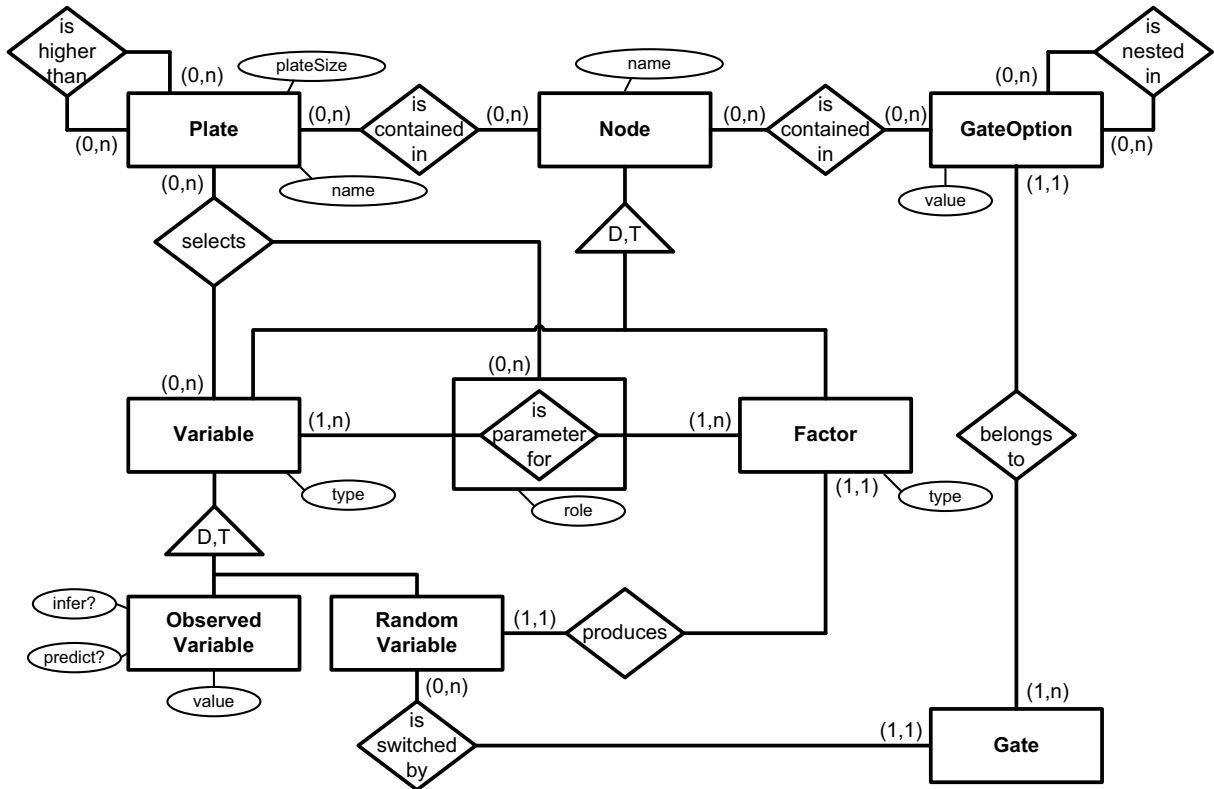 is
higher
than
(0,n)
(0,n)
plateSize
Plate
(0,n)
is
contained
in
(0,n)
name
Node
(0,n)
is
contained
in
(0,n)
(0,n)
is
nested
in
GateOption
(0,n)
(0,n)
name
value
(1,1)
selects
D,T
(0,n)
(0,n)
Variable
(1,n)
is
parameter
for
(1,n)
Factor
belongs
to
type
role
(1,1)
type
D,T
infer?
predict?
Observed
Variable
Random
Variable
(1,1)
produces
value
(0,n)
is
switched
by
(1,1)
(1,n)
Gate